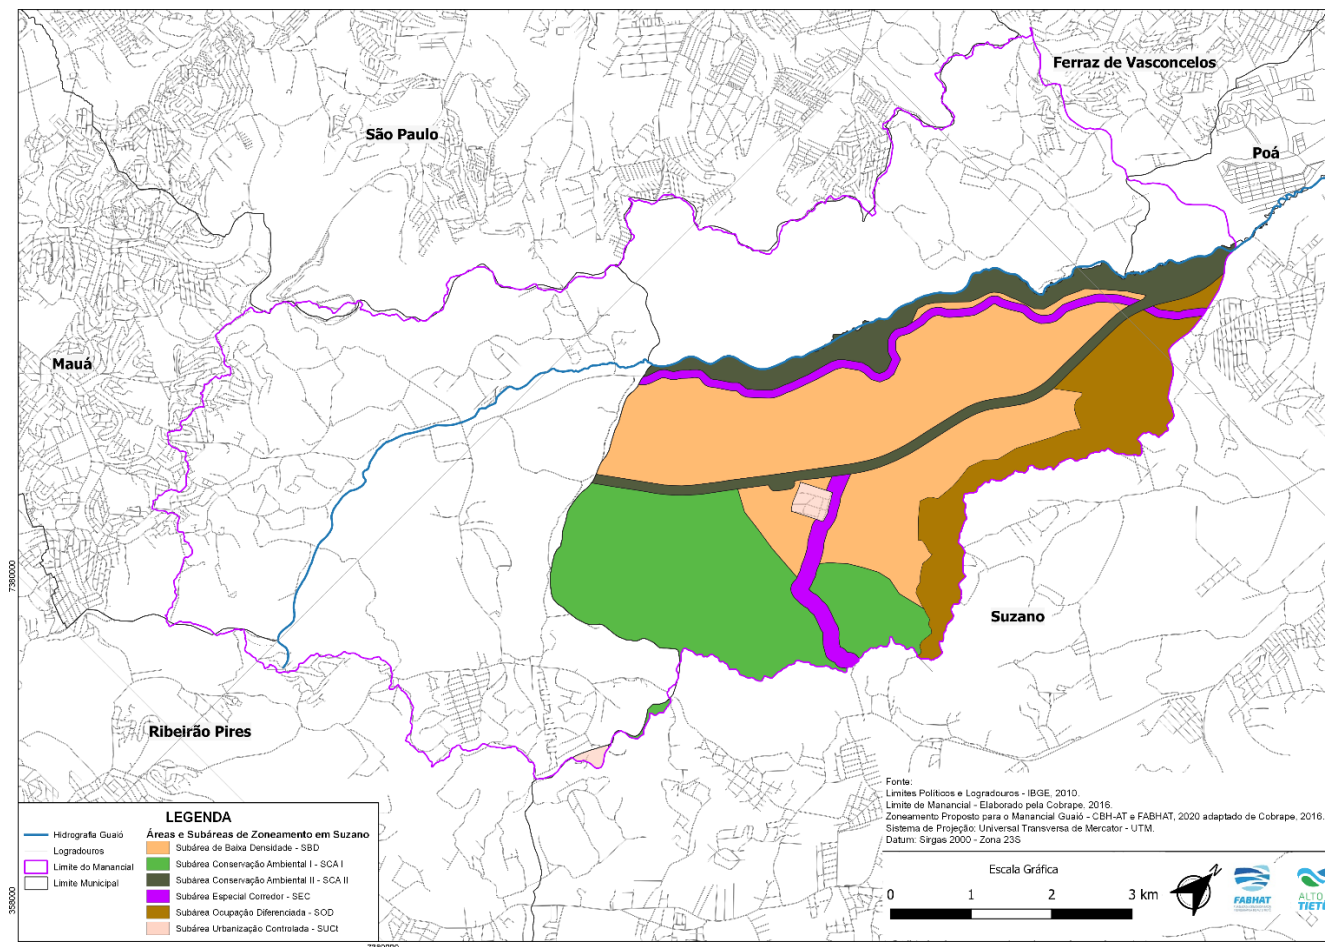 Ferraz de Vasconcelos
São Paulo
Poá
Mauá
7380000
Suzano
Ribeirão Pires
Fonte:
Limites Políticos e Logradouros - IBGE, 2010.
Limite de Manancial - Elaborado pela Cobrape, 2016.
Zoneamento Proposto para o Manancial Guaió - CBH-AT e FABHAT, 2020 adaptado de Cobrape, 2016.
Sistema de Projeção: Universal Transversa de Mercator - UTM.
Datum: Sirgas 2000 - Zona 23S
LEGENDA
Hidrografia Guaió
Logradouros
Limite do Manancial
Limite Municipal
Áreas e Subáreas de Zoneamento em Suzano
Subárea de Baixa Densidade - SBD
Subárea Conservação Ambiental I - SCA I
Subárea Conservação Ambiental II - SCA II
Subárea Especial Corredor - SEC
Subárea Ocupação Diferenciada - SOD
Subárea Urbanização Controlada - SUCt
Escala Gráfica
0 1 2 3 km
FABHAT
ALTO
TIETÊ
358000